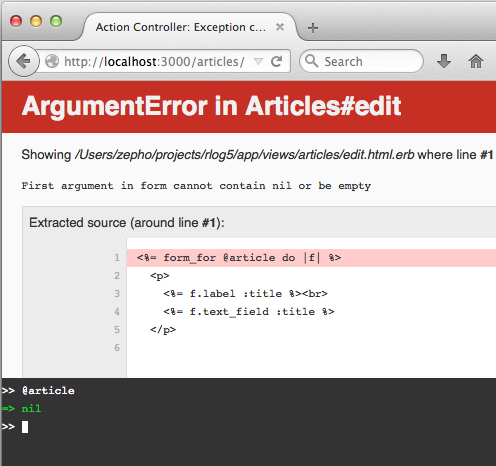 Action Controller: Exception c...
http://localhost:3000/articles/
Search
ArgumentError in Articles#edit
Showing /Users/zepho/projects/rlog5/app/views/articles/edit.html.erb where line #1
First argument in form cannot contain nil or be empty
Extracted source (around line #1):
1 <%= form_for @article do |f| %>
2 <p>
3 <%= f.label :title %><br>
4 <%= f.text_field :title %>
5 </p>
6
>> @article
=> nil
>>